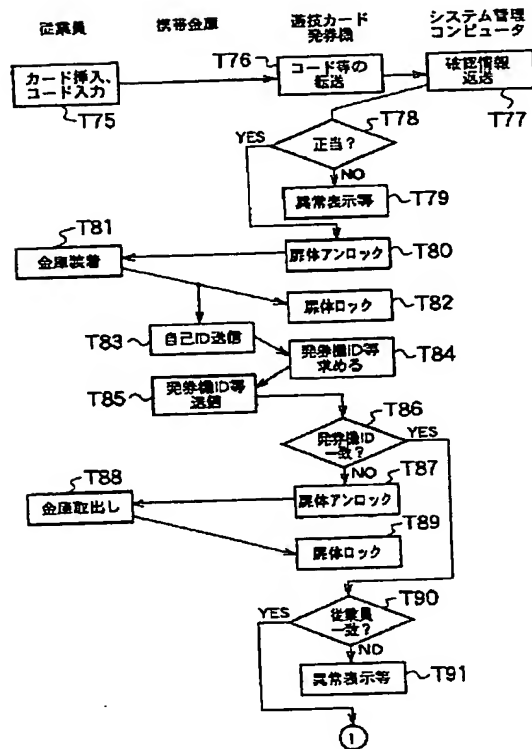 従業員
携帯金庫
遊技カード
発券機
システム管理
コンピュータ
カード挿入、
コード入力
T75
T76
コード等の
転送
確認情報
返送
T77
T78
YES
正当?
NO
異常表示等
T79
T81
金庫装着
扉体アンロック
T80
扉体ロック
T82
T83
自己ID送信
発券機ID等
求める
T84
T85
発券機ID等
送信
T86
発券機ID
一致?
YES
NO
T87
T88
金庫取出し
扉体アンロック
T89
扉体ロック
T90
YES
従業員
一致?
NO
異常表示等
T91
1